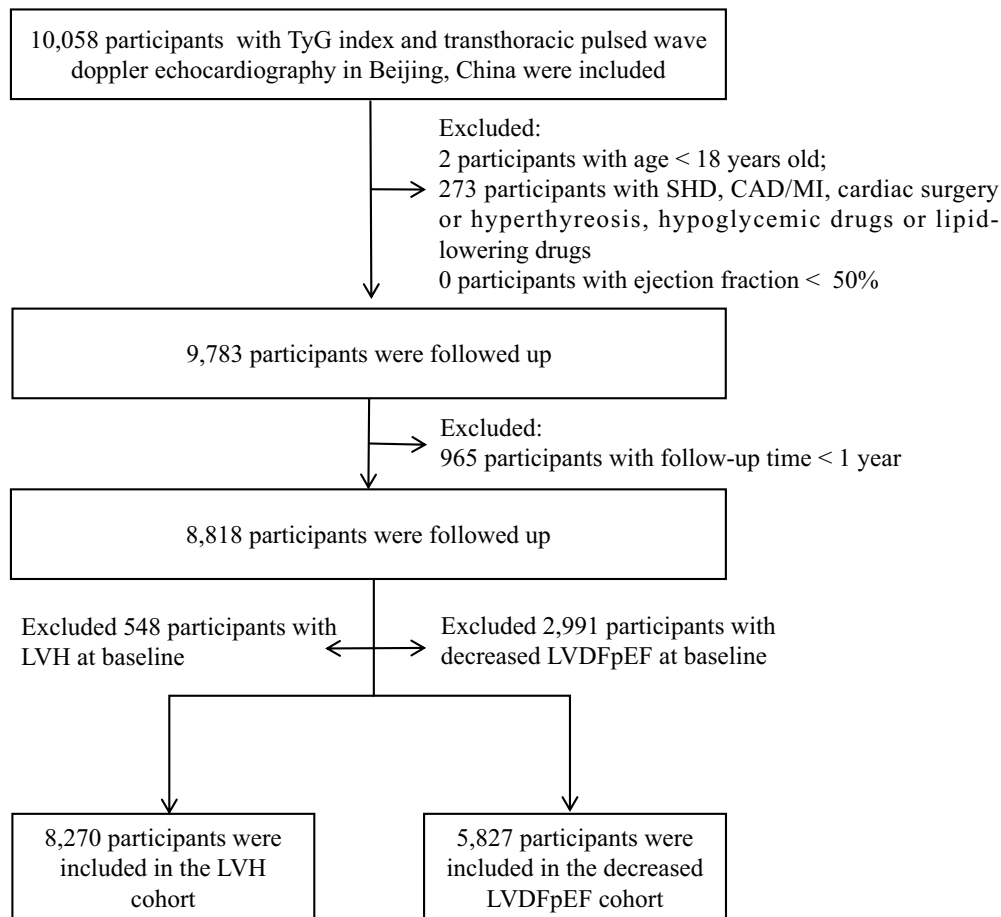 10,058 participants  with TyG index and transthoracic pulsed wave
doppler echocardiography in Beijing, China were included
Excluded:
2 participants with age < 18 years old;
273 participants with SHD, CAD/MI, cardiac surgery
or hyperthyreosis, hypoglycemic drugs or lipid-
lowering drugs
0 participants with ejection fraction <  50%
9,783 participants were followed up
Excluded:
965 participants with follow-up time < 1 year
8,818 participants were followed up
Excluded 548 participants with
LVH at baseline
Excluded 2,991 participants with
decreased LVDFpEF at baseline
8,270 participants were
included in the LVH
cohort
5,827 participants were
included in the decreased
LVDFpEF cohort